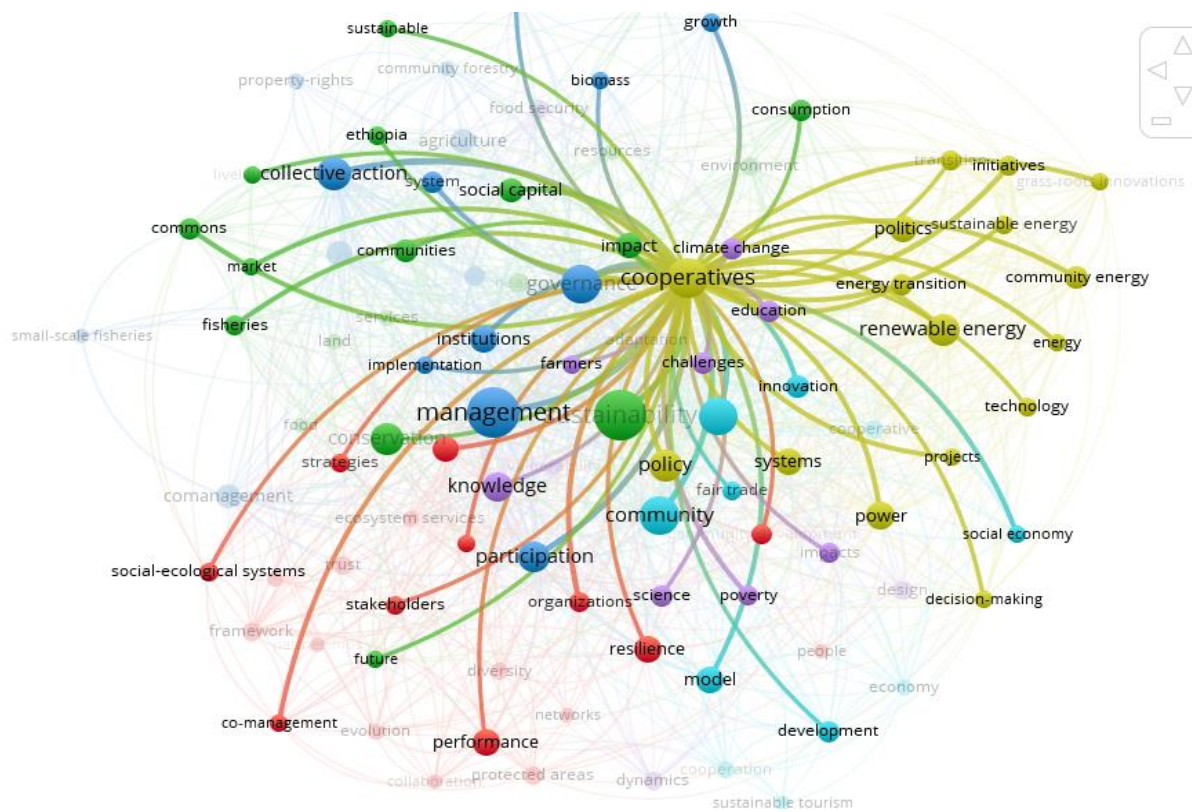 growth
sustainable
community forestry
property-rights
biomass
food security
consumption
ethiopia
agriculture
resources
environment
initiatives
collective action
system
social capital
grass-roots innovations
commons
politics
sustainable energy
communities
impact
climate change
market
cooperatives
community energy
governance
energy transition
education
services
fisheries
renewable energy
small-scale fisheries
land
institutions
adaptation
energy
implementation
farmers
challenges
innovation
management
sustainability
technology
food
cooperative
conservation
strategies
policy
systems
projects
knowledge
fair trade
comanagement
community
ecosystem services
power
social economy
participation
impacts
trust
social-ecological systems
design
stakeholders
organizations
science
poverty
decision-making
framework
resilience
people
future
diversity
model
economy
networks
co-management
evolution
performance
development
cooperation
protected areas
collaboration
dynamics
sustainable tourism